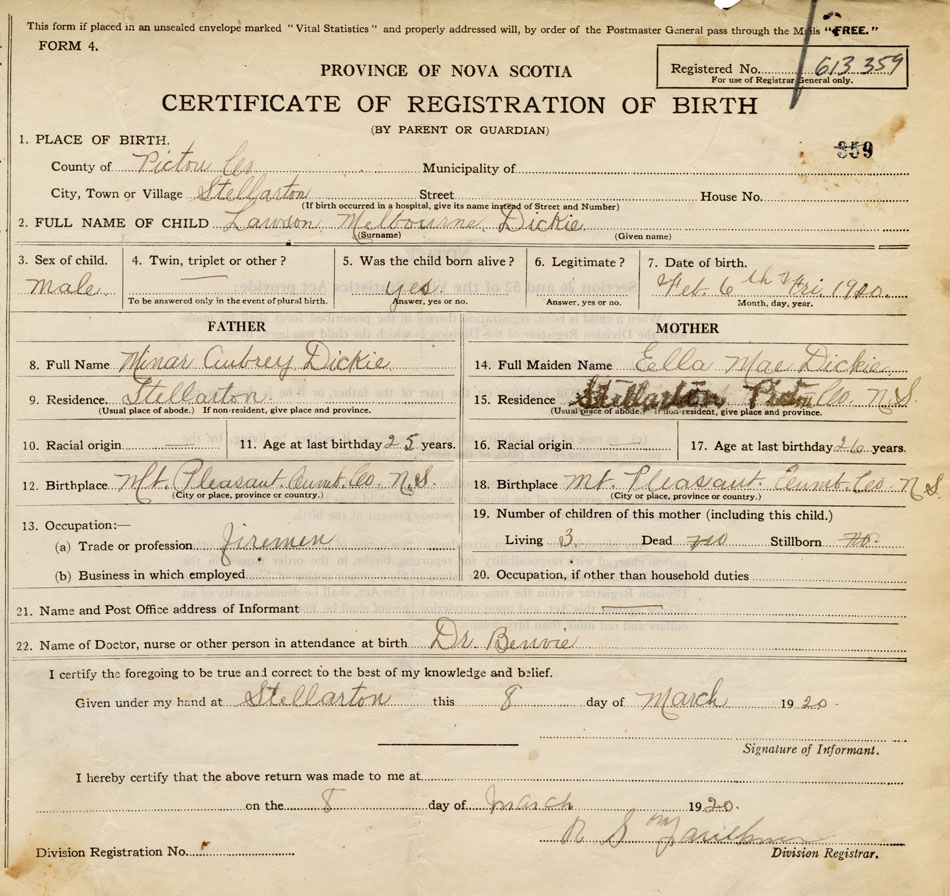 This form if placed in an unsealed envelope marked "Vital Statistics" and properly addressed will, by order of the Postmaster General pass through the Mails "FREE."
FORM 4.
Registered No. 613 359
For use of Registrar General only.
PROVINCE OF NOVA SCOTIA
CERTIFICATE OF REGISTRATION OF BIRTH
(BY PARENT OR GUARDIAN)
359
1. PLACE OF BIRTH.
County of Pictou Co. Municipality of
City, Town or Village Stellarton Street House No.
(If birth occurred in a hospital, give its name instead of Street and Number)
2. FULL NAME OF CHILD Lawson Melbourne Dickie
(Surname) (Given name)
3. Sex of child. 4. Twin, triplet or other? 5. Was the child born alive? 6. Legitimate? 7. Date of birth.
Male — yes Feb. 6th Fri. 1920.
To be answered only in the event of plural birth. Answer, yes or no. Answer, yes or no. Month, day, year.
FATHER MOTHER
8. Full Name Minar Aubrey Dickie 14. Full Maiden Name Eella Mae Dickie
9. Residence. Stellarton 15. Residence Stellarton Pictou Co. N.S.
(Usual place of abode.) If non-resident, give place and province. (Usual place of abode.) If non-resident, give place and province.
10. Racial origin — 11. Age at last birthday 25 years. 16. Racial origin — 17. Age at last birthday 26 years.
12. Birthplace Mt. Pleasant. Cumb. Co. N.S. 18. Birthplace Mt. Pleasant. Cumb. Co. N.S.
(City or place, province or country.) (City or place, province or country.)
13. Occupation:— 19. Number of children of this mother (including this child.)
(a) Trade or profession Firemen Living 3 Dead no Stillborn no
(b) Business in which employed 20. Occupation, if other than household duties
21. Name and Post Office address of Informant —
22. Name of Doctor, nurse or other person in attendance at birth Dr. Benvie
I certify the foregoing to be true and correct to the best of my knowledge and belief.
Given under my hand at Stellarton this 8 day of March 1920.
Signature of Informant.
I hereby certify that the above return was made to me at
on the 8 day of March 1920.
R S
Division Registration No. Division Registrar.